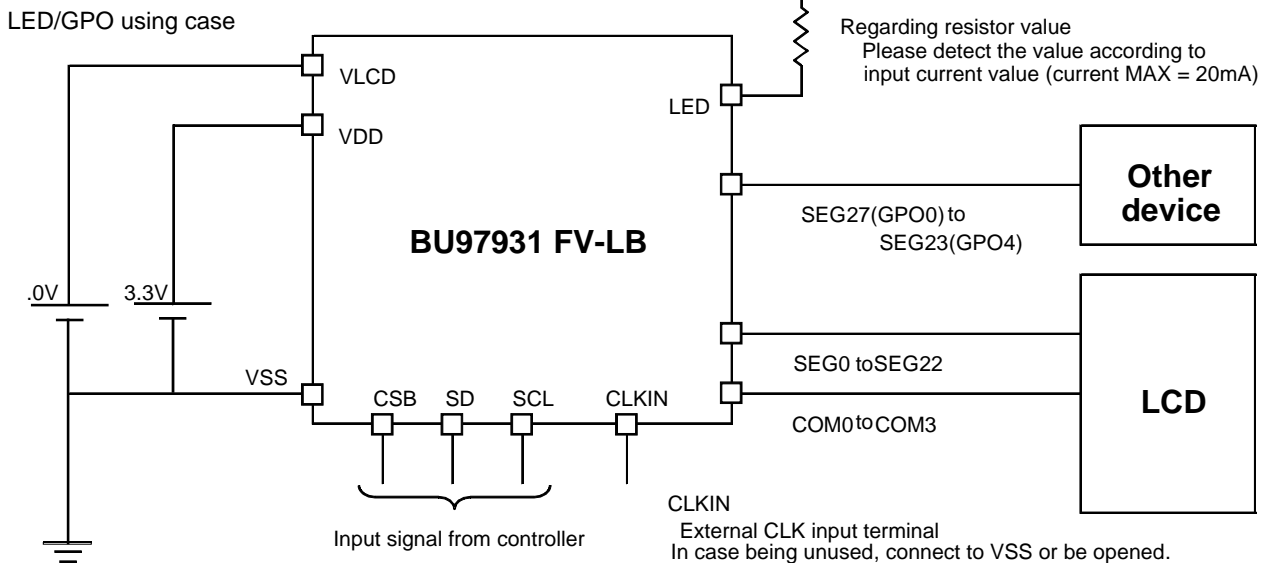 LED/GPO using case
Regarding resistor value
Please detect the value according to
input current value (current MAX = 20mA)
VLCD
LED
VDD
Other
device
SEG27(GPO0) to
SEG23(GPO4)
BU97931 FV-LB
.0V
3.3V
SEG0 toSEG22
VSS
CSB
SD
SCL
CLKIN
LCD
COM0 to COM3
CLKIN
Input signal from controller
External CLK input terminal
In case being unused, connect to VSS or be opened.